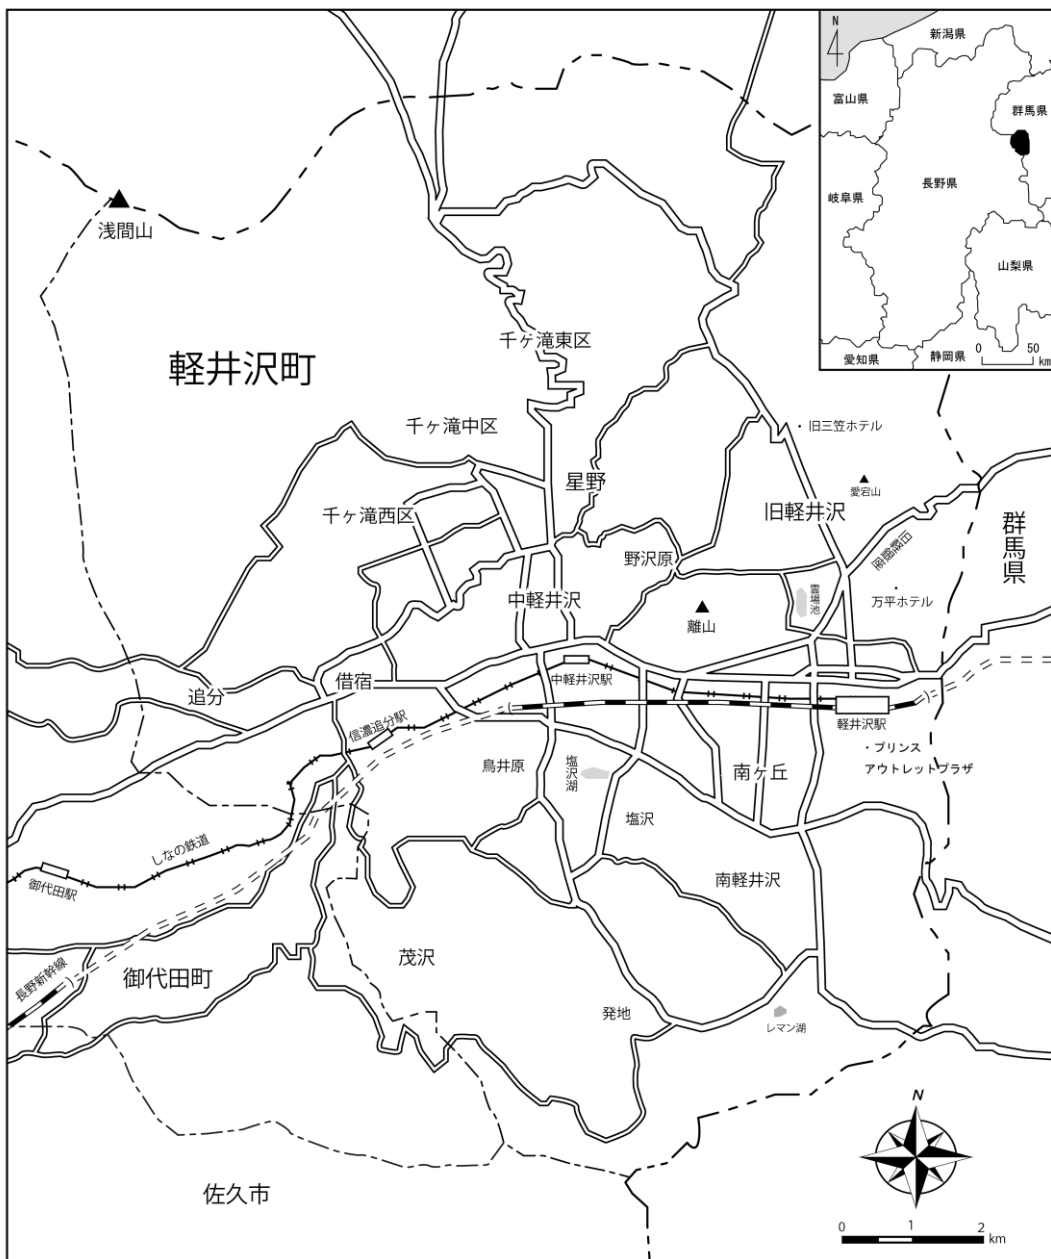 N
新潟県
富山県
群馬県
長野県
岐阜県
山梨県
愛知県
静岡県
0
50
km
浅間山
軽井沢町
千ヶ滝東区
千ヶ滝中区
・旧三笠ホテル
星野
愛宕山
千ヶ滝西区
旧軽井沢
群馬県
旧碓氷峠
野沢原
雲場池
・
万平ホテル
中軽井沢
離山
借宿
中軽井沢駅
追分
軽井沢駅
信濃追分駅
・プリンス
アウトレットプラザ
鳥井原
塩沢湖
南ヶ丘
塩沢
しなの鉄道
御代田駅
南軽井沢
茂沢
長野新幹線
御代田町
発地
レマン湖
N
佐久市
0
1
2
km